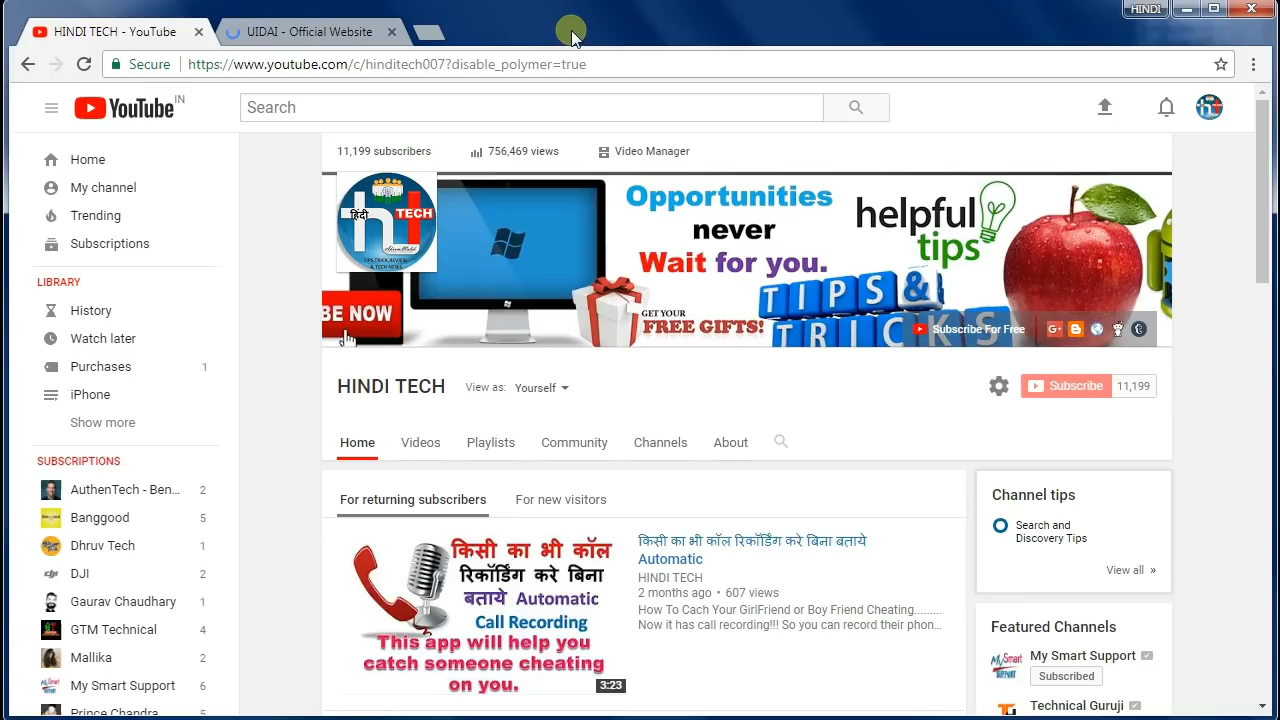 HINDI
HINDI TECH - YouTube
UIDAI - Official Website
Secure
https://www.youtube.com/c/hinditech007?disable_polymer=true
YouTube IN
Search
11,199 subscribers
756,469 views
Video Manager
Home
My channel
Trending
Subscriptions
LIBRARY
History
Watch later
Purchases 1
iPhone
Show more
SUBSCRIPTIONS
AuthenTech - Ben... 2
Banggood 5
Dhruv Tech 1
DJI 2
Gaurav Chaudhary 1
GTM Technical 4
Mallika 2
My Smart Support 6
Prince Chandra
हिंदी
TECH
TIPS,TRICK,REVIEW
& TECH NEWS
BE NOW
Opportunities
never
Wait for you.
helpful
tips
GET YOUR
FREE GIFTS!
TIPS &
TRICKS
Subscribe For Free
HINDI TECH
View as: Yourself
Subscribe 11,199
Home
Videos
Playlists
Community
Channels
About
For returning subscribers
For new visitors
किसी का भी कॉल
रिकॉर्डिंग करे बिना
बताये Automatic
Call Recording
This app will help you
catch someone cheating
on you.
3:23
किसी का भी कॉल रिकॉर्डिंग करे बिना बताये
Automatic
HINDI TECH
2 months ago • 607 views
How To Cach Your GirlFriend or Boy Friend Cheating.........
Now it has call recording!!! So you can record their phon...
Channel tips
Search and
Discovery Tips
View all »
Featured Channels
My Smart Support
Subscribed
Technical Guruji